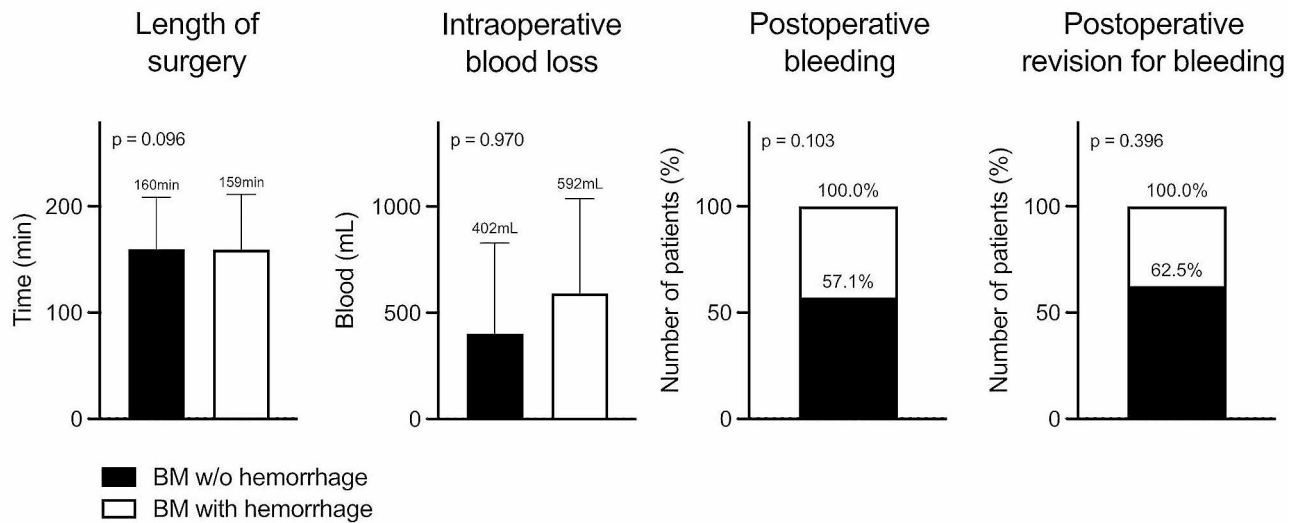 Length of
surgery
p = 0.096
160min
159min
Time (min)
200
100
0
Intraoperative
blood loss
p = 0.970
402mL
592mL
Blood (mL)
1000
500
0
Postoperative
bleeding
p = 0.103
100.0%
57.1%
Number of patients (%)
100
50
0
Postoperative
revision for bleeding
p = 0.396
100.0%
62.5%
Number of patients (%)
100
50
0
BM w/o hemorrhage
BM with hemorrhage